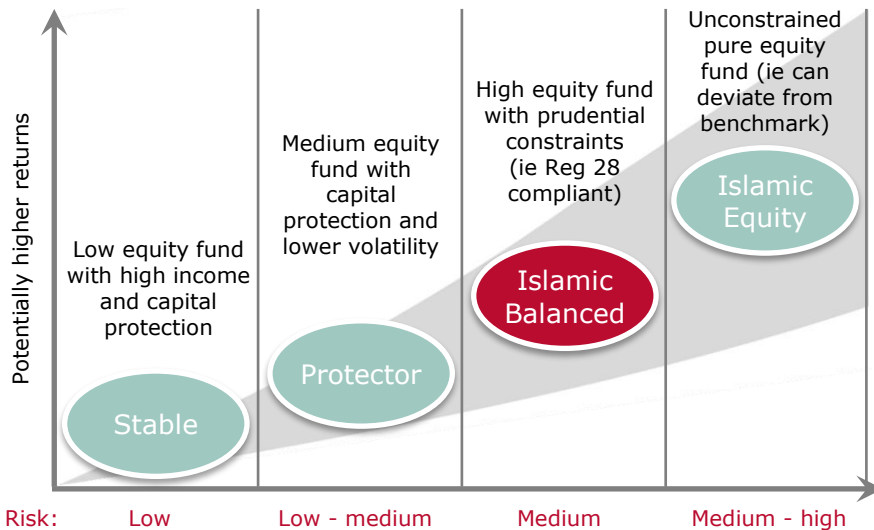 Potentially higher returns
Low equity fund
with high income
and capital
protection
Stable
Medium equity
fund with
capital
protection and
lower volatility
Protector
High equity fund
with prudential
constraints
(ie Reg 28
compliant)
Islamic
Balanced
Unconstrained
pure equity
fund (ie can
deviate from
benchmark)
Islamic
Equity
Risk: Low Low - medium Medium Medium - high